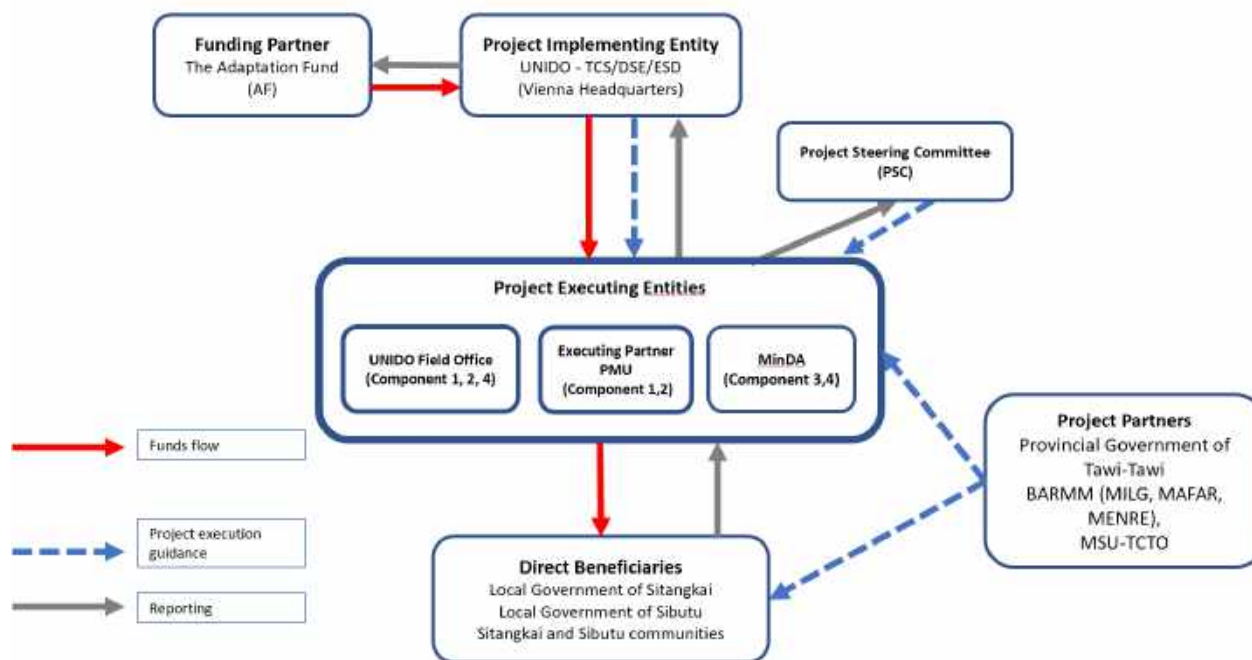 Funding Partner
The Adaptation Fund
(AF)
Project Implementing Entity
UNIDO - TCS/DSE/ESD
(Vienna Headquarters)
Project Steering Committee
(PSC)
Project Executing Entities
UNIDO Field Office
(Component 1, 2, 4)
Executing Partner
PMU
(Component 1,2)
MinDA
(Component 3,4)
Funds flow
Project execution
guidance
Reporting
Project Partners
Provincial Government of
Tawi-Tawi
BARMM (MILG, MAFAR,
MENRE),
MSU-TCTO
Direct Beneficiaries
Local Government of Sitangkai
Local Government of Sibutu
Sitangkai and Sibutu communities